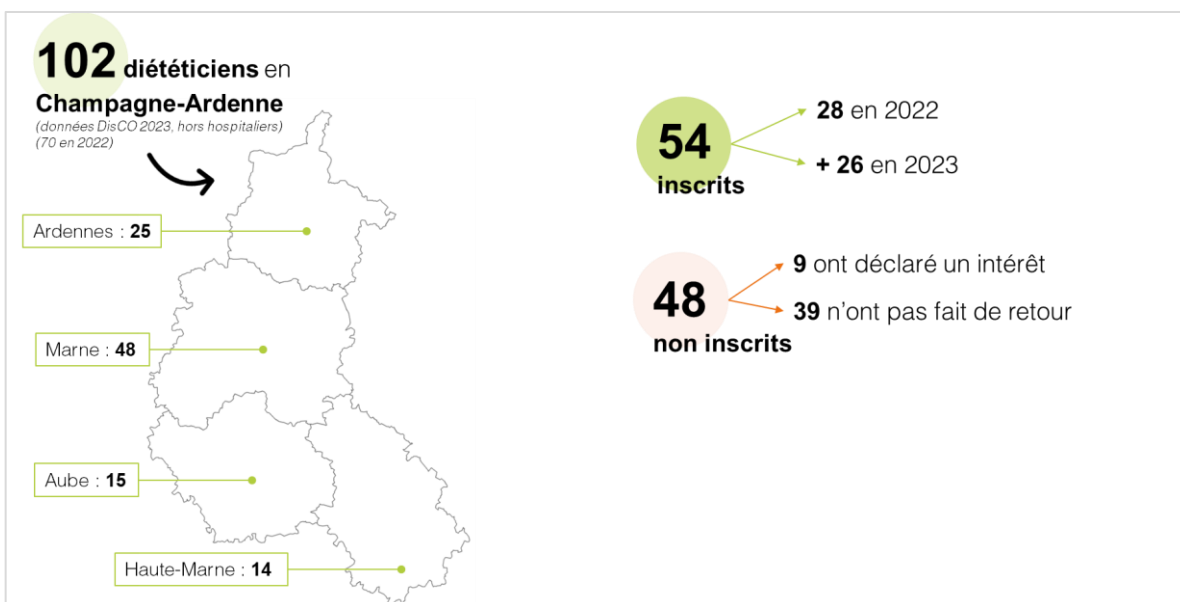 102 diététiciens en
Champagne-Ardenne
(données DisCO 2023, hors hospitaliers)
(70 en 2022)
Ardennes : 25
Marne : 48
Aube : 15
Haute-Marne : 14
54
inscrits
28 en 2022
+ 26 en 2023
48
non inscrits
9 ont déclaré un intérêt
39 n'ont pas fait de retour